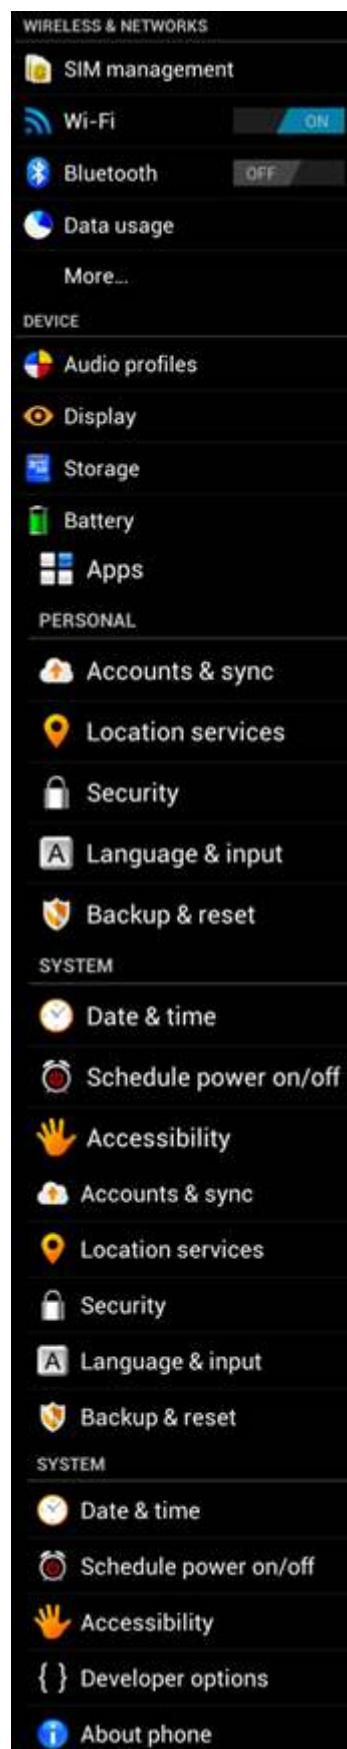 WIRELESS & NETWORKS
SIM management
Wi-Fi ON
Bluetooth OFF
Data usage
More...
DEVICE
Audio profiles
Display
Storage
Battery
Apps
PERSONAL
Accounts & sync
Location services
Security
A Language & input
Backup & reset
SYSTEM
Date & time
Schedule power on/off
Accessibility
Accounts & sync
Location services
Security
A Language & input
Backup & reset
SYSTEM
Date & time
Schedule power on/off
Accessibility
{ } Developer options
About phone